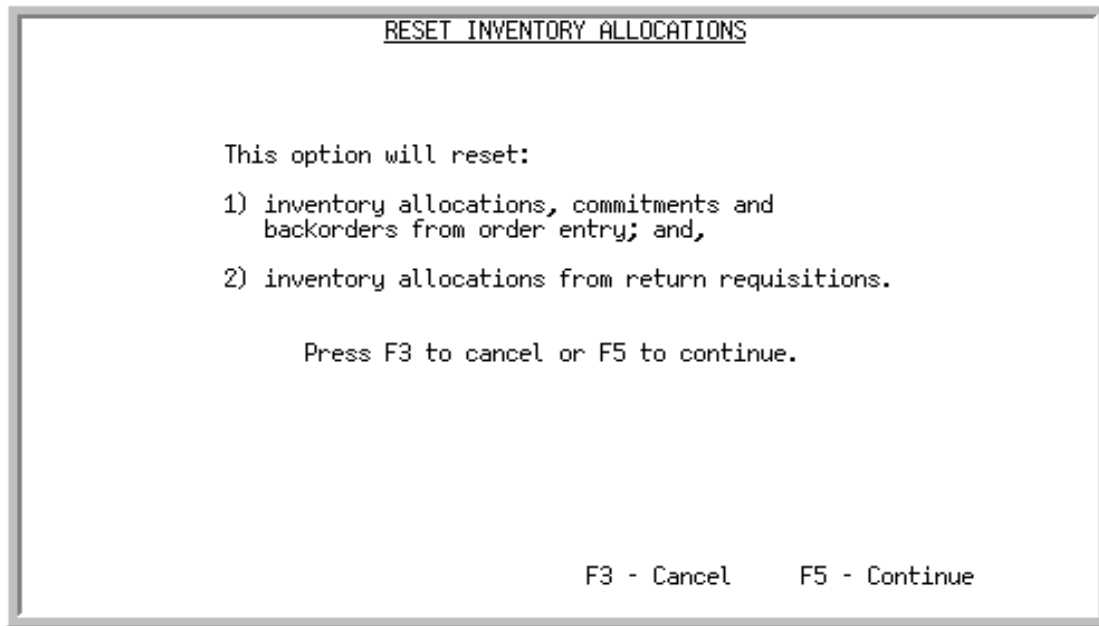 RESET INVENTORY ALLOCATIONS
This option will reset:
1) inventory allocations, commitments and
backorders from order entry; and,
2) inventory allocations from return requisitions.
Press F3 to cancel or F5 to continue.
F3 - Cancel F5 - Continue